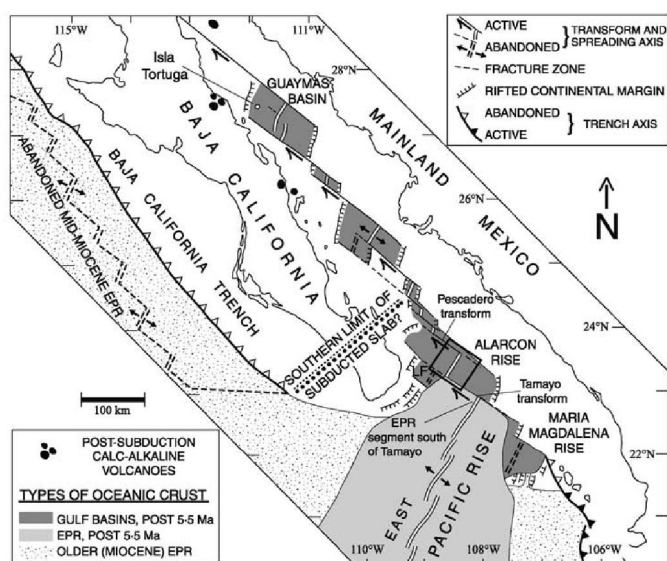 115°W
111°W
28°N
26°N
24°N
22°N
110°W
108°W
106°W
ACTIVE
ABANDONED
TRANSFORM AND
SPREADING AXIS
FRACTURE ZONE
RIFTED CONTINENTAL MARGIN
ABANDONED
ACTIVE
TRENCH AXIS
Isla
Tortuga
GUAYMAS
BASIN
MAINLAND
MEXICO
N
BAJA
CALIFORNIA
ABANDONED MID-MIOCENE EPR
BAJA
CALIFORNIA
TRENCH
SOUTHERN LIMIT OF
SUBDUCTED SLAB?
Pescadero
transform
ALARCON
RISE
F
Tamayo
transform
EPR
segment south
of Tamayo
MARIA
MAGDALENA
RISE
EAST
PACIFIC RISE
100 km
POST-SUBDUCTION
CALC-ALKALINE
VOLCANOES
TYPES OF OCEANIC CRUST
GULF BASINS, POST 5-5 Ma
EPR, POST 5-5 Ma
OLDER (MIOCENE) EPR